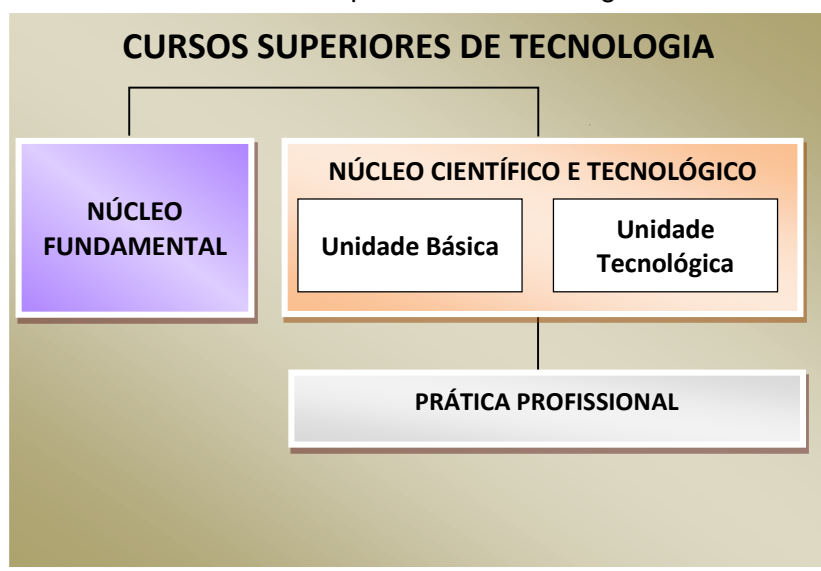 CURSOS SUPERIORES DE TECNOLOGIA
NÚCLEO
FUNDAMENTAL
NÚCLEO CIENTÍFICO E TECNOLÓGICO
Unidade Básica
Unidade
Tecnológica
PRÁTICA PROFISSIONAL